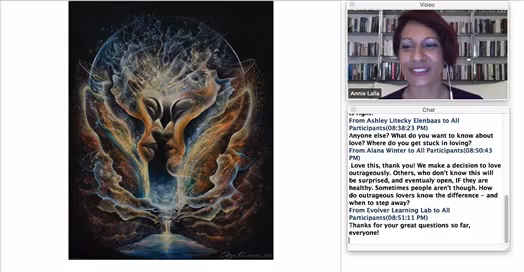 Video
Annie Lalla
Chat
is right?
From Ashley Litecky Elenbaas to All
Participants(08:38:23 PM)
Anyone else? What do you want to know about
love? Where do you get stuck in loving?
From Alana Winter to All Participants(08:50:43
PM)
Love this, thank you! We make a decision to love
outrageously. Others, who don't know this will
be surprised, and eventualy open, IF they are
healthy. Sometimes people aren't though. How
do outrageous lovers know the difference - and
when to step away?
From Evolver Learning Lab to All
Participants(08:51:11 PM)
Thanks for your great questions so far,
everyone!